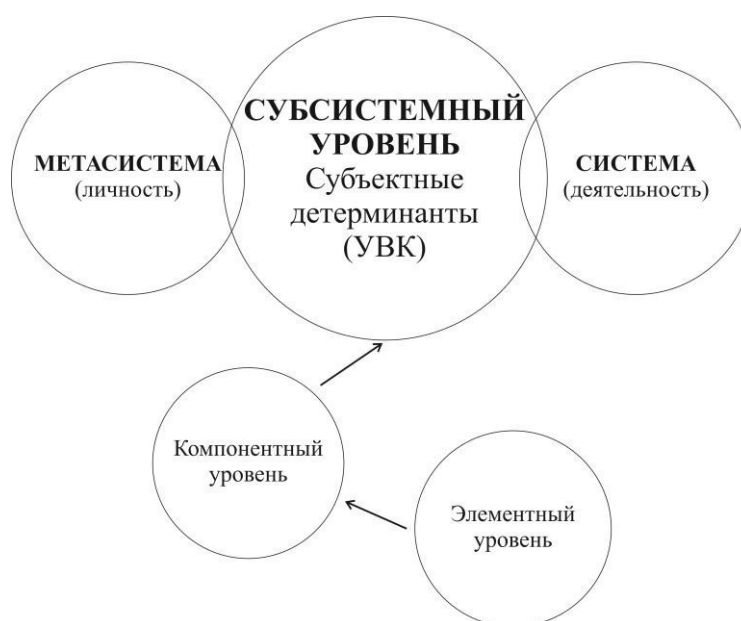 СУБСИСТЕМНЫЙ
УРОВЕНЬ
Субъектные
детерминанты
(УВК)
МЕТАСИСТЕМА
(личность)
СИСТЕМА
(деятельность)
Компонентный
уровень
Элементный
уровень